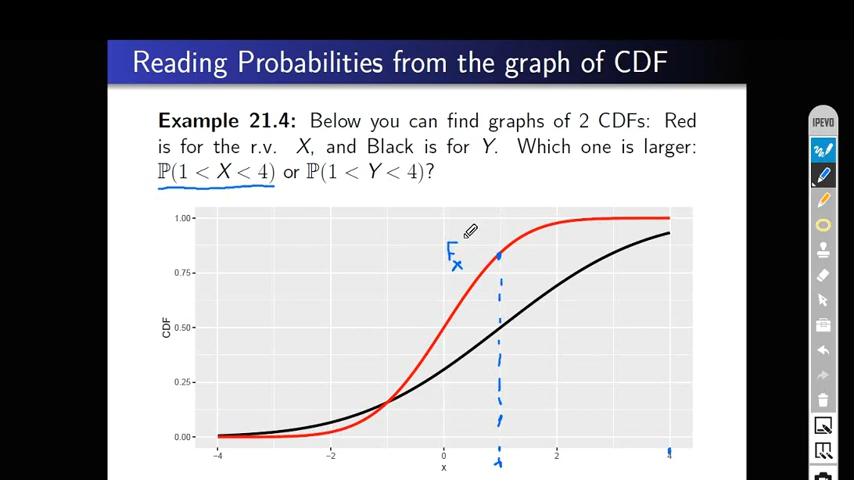 Reading Probabilities from the graph of CDF
IPEVO
Example 21.4: Below you can find graphs of 2 CDFs: Red
is for the r.v. X, and Black is for Y. Which one is larger:
ℙ(1 < X < 4) or ℙ(1 < Y < 4)?
1.00
0.75
0.50
0.25
0.00
CDF
F_X
−4
−2
0
2
4
x